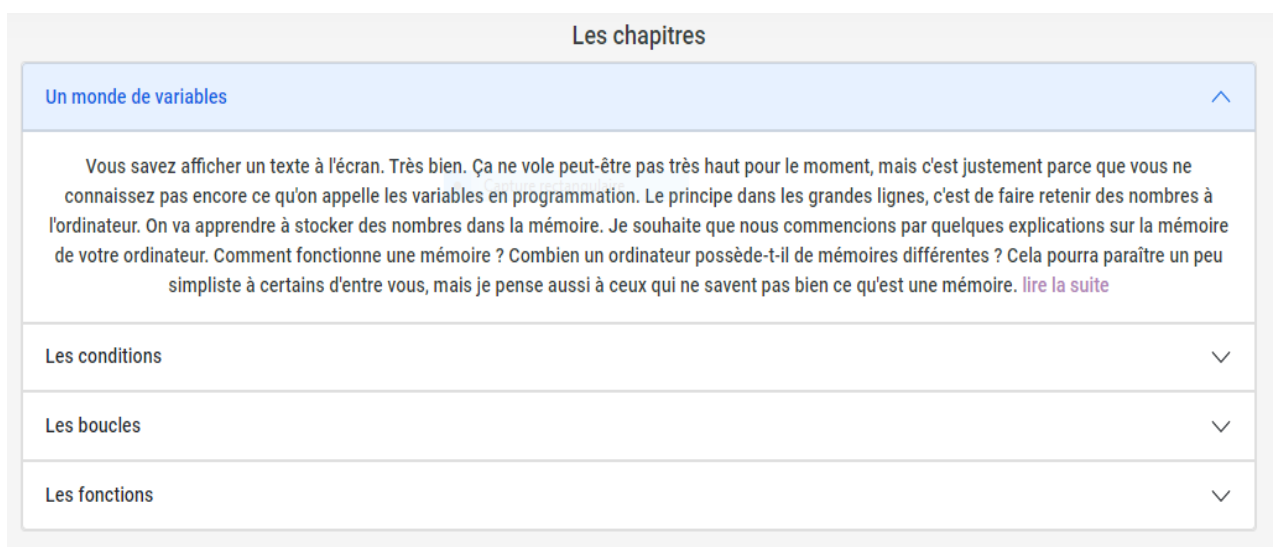 Les chapitres
Un monde de variables
Vous savez afficher un texte à l'écran. Très bien. Ça ne vole peut-être pas très haut pour le moment, mais c'est justement parce que vous ne
connaissez pas encore ce qu'on appelle les variables en programmation. Le principe dans les grandes lignes, c'est de faire retenir des nombres à
l'ordinateur. On va apprendre à stocker des nombres dans la mémoire. Je souhaite que nous commencions par quelques explications sur la mémoire
de votre ordinateur. Comment fonctionne une mémoire ? Combien un ordinateur possède-t-il de mémoires différentes ? Cela pourra paraître un peu
simpliste à certains d'entre vous, mais je pense aussi à ceux qui ne savent pas bien ce qu'est une mémoire. lire la suite
Capture rectangulaire
Les conditions
Les boucles
Les fonctions